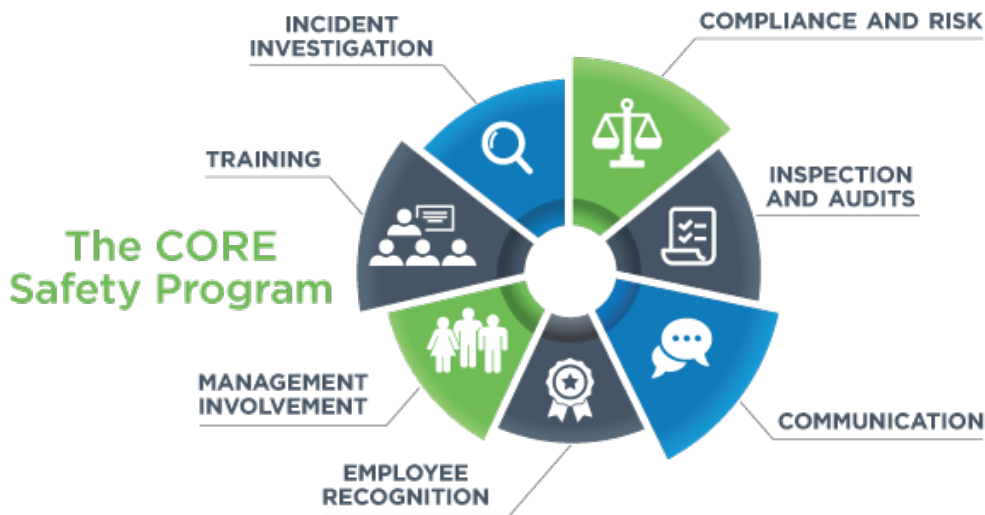 INCIDENT
INVESTIGATION
COMPLIANCE AND RISK
TRAINING
INSPECTION
AND AUDITS
The CORE
Safety Program
MANAGEMENT
INVOLVEMENT
COMMUNICATION
EMPLOYEE
RECOGNITION